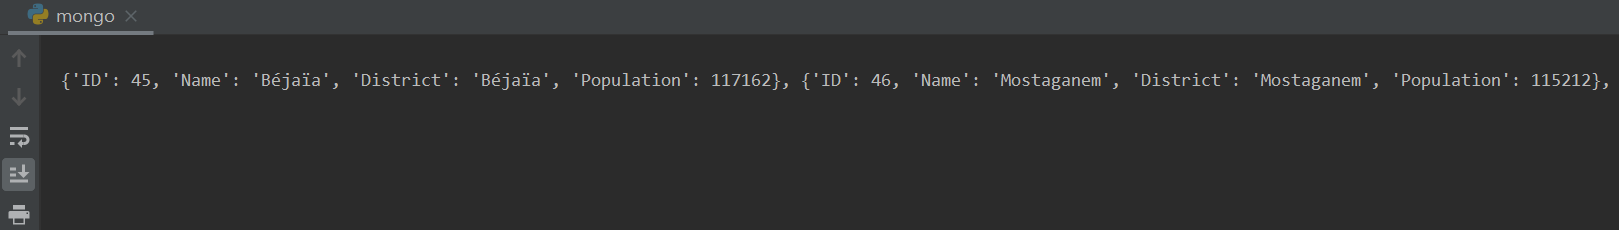 mongo
{'ID': 45, 'Name': 'Béjaïa', 'District': 'Béjaïa', 'Population': 117162}, {'ID': 46, 'Name': 'Mostaganem', 'District': 'Mostaganem', 'Population': 115212},